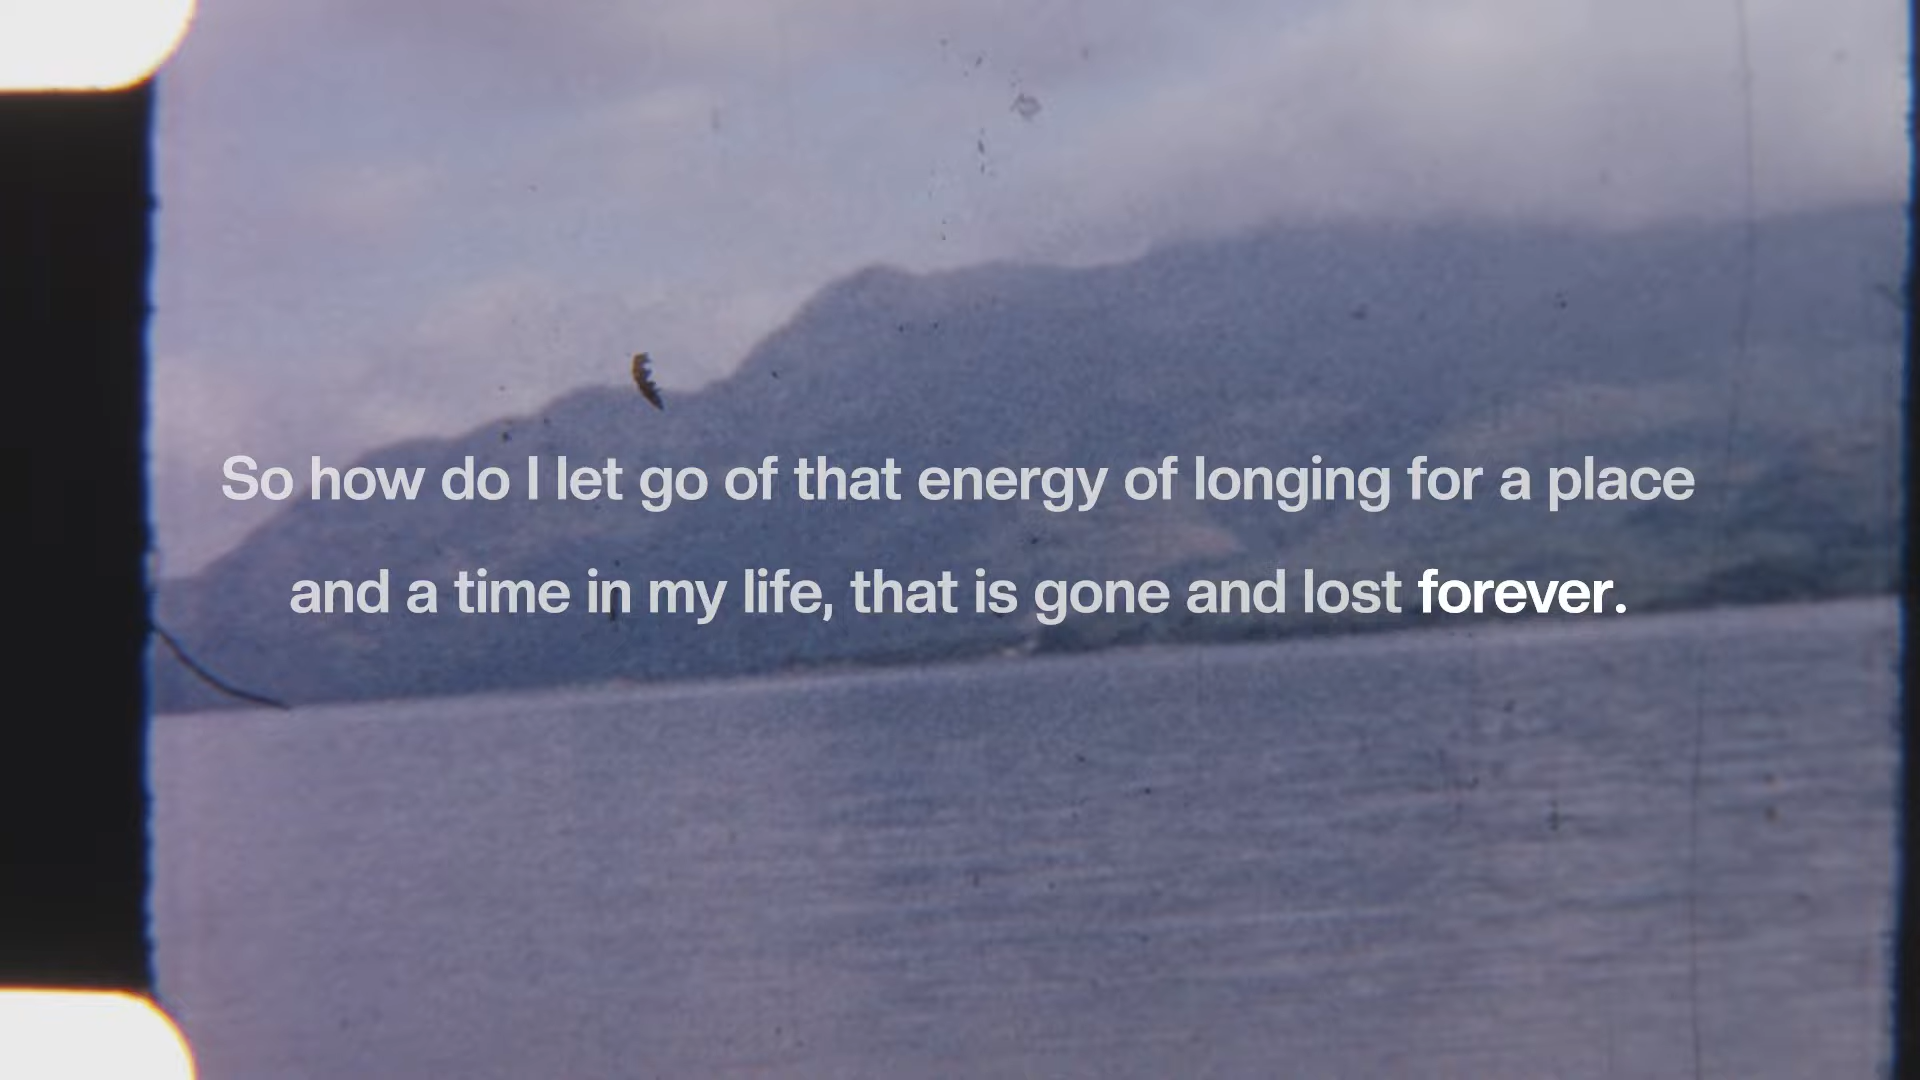 So how do I let go of that energy of longing for a place
and a time in my life, that is gone and lost forever.